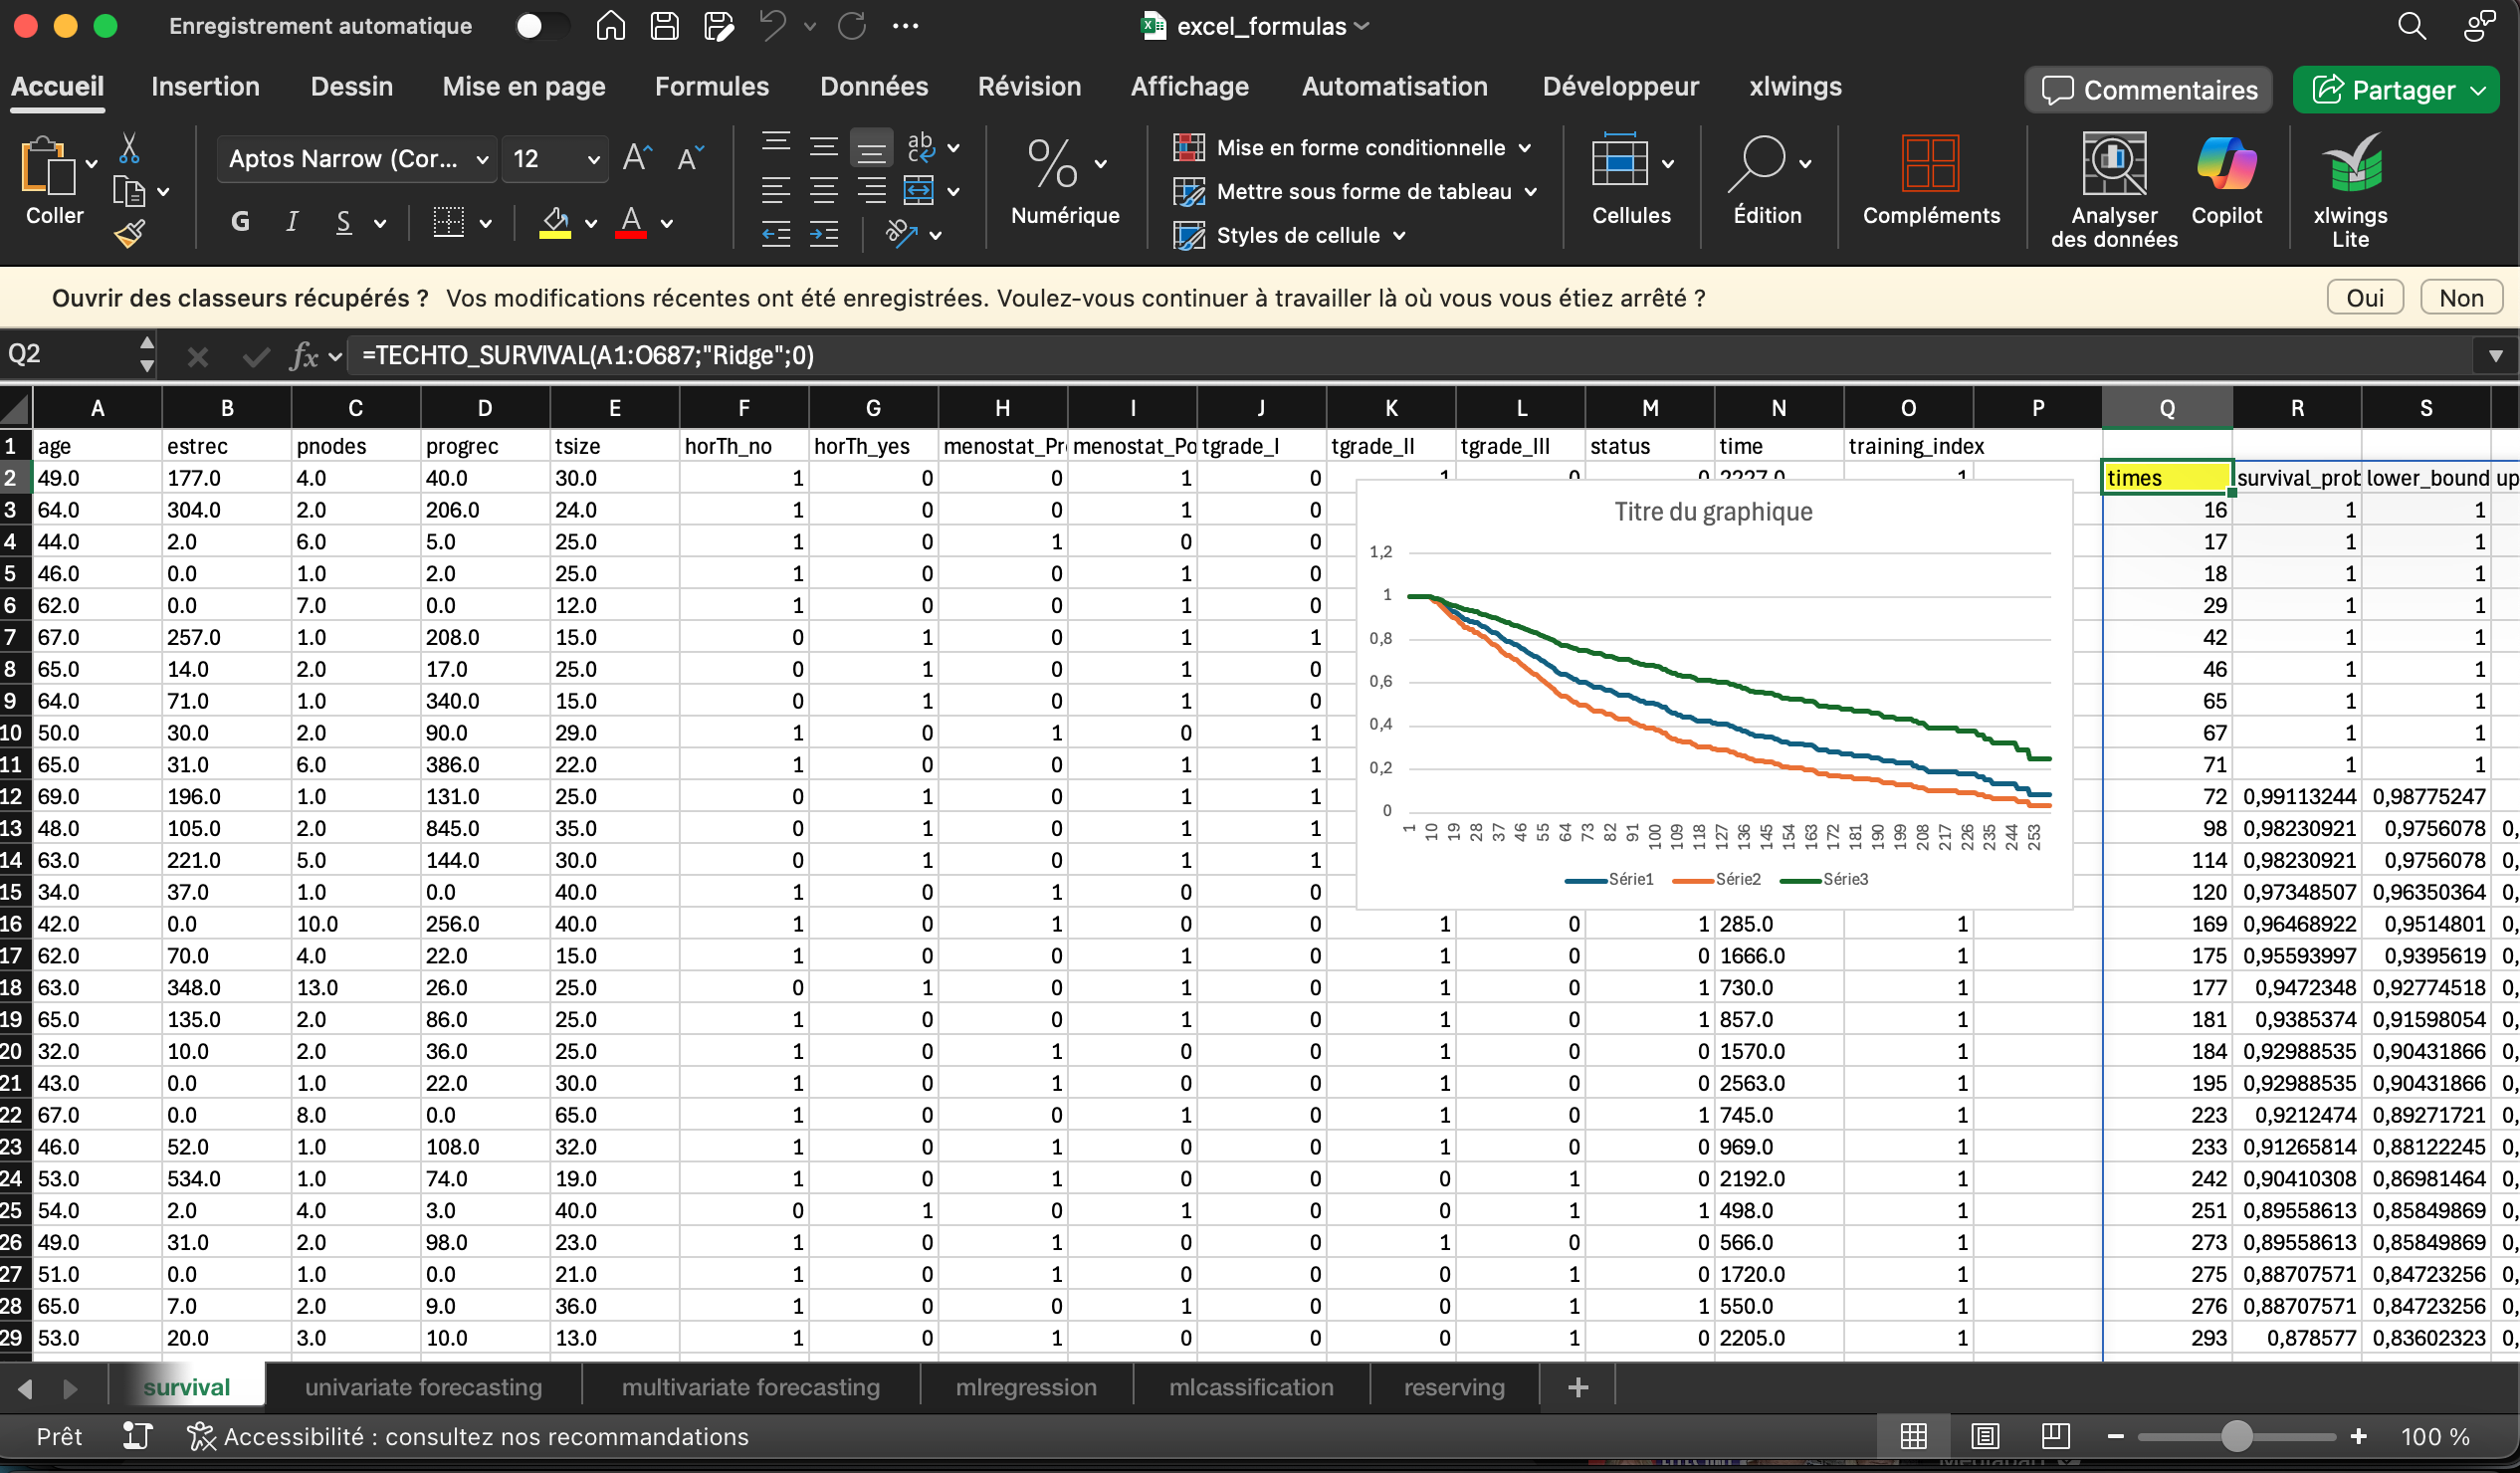 Enregistrement automatique
excel_formulas
Accueil Insertion Dessin Mise en page Formules Données Révision Affichage Automatisation Développeur xlwings Commentaires Partager
Coller
Aptos Narrow (Cor... 12
G I S
Numérique
Mise en forme conditionnelle
Mettre sous forme de tableau
Styles de cellule
Cellules
Édition
Compléments
Analyser des données
Copilot
xlwings Lite
Ouvrir des classeurs récupérés ? Vos modifications récentes ont été enregistrées. Voulez-vous continuer à travailler là où vous vous étiez arrêté ? Oui Non
Q2 fx =TECHTO_SURVIVAL(A1:O687;"Ridge";0)
A B C D E F G H I J K L M N O P Q R S
1 age estrec pnodes progrec tsize horTh_no horTh_yes menostat_Pr menostat_Po tgrade_I tgrade_II tgrade_III status time training_index
2 49.0 177.0 4.0 40.0 30.0 1 0 0 1 0 1 0 0 2227.0 1 times survival_prob lower_bound up
3 64.0 304.0 2.0 206.0 24.0 1 0 0 1 0 16 1 1
4 44.0 2.0 6.0 5.0 25.0 1 0 1 0 0 17 1 1
5 46.0 0.0 1.0 2.0 25.0 1 0 0 1 0 18 1 1
6 62.0 0.0 7.0 0.0 12.0 1 0 0 1 0 29 1 1
7 67.0 257.0 1.0 208.0 15.0 0 1 0 1 1 42 1 1
8 65.0 14.0 2.0 17.0 25.0 0 1 0 1 0 46 1 1
9 64.0 71.0 1.0 340.0 15.0 0 1 0 1 0 65 1 1
10 50.0 30.0 2.0 90.0 29.0 1 0 1 0 1 67 1 1
11 65.0 31.0 6.0 386.0 22.0 1 0 0 1 1 71 1 1
12 69.0 196.0 1.0 131.0 25.0 0 1 0 1 1 72 0,99113244 0,98775247
13 48.0 105.0 2.0 845.0 35.0 0 1 0 1 1 98 0,98230921 0,9756078 0,
14 63.0 221.0 5.0 144.0 30.0 0 1 0 1 1 114 0,98230921 0,9756078 0,
15 34.0 37.0 1.0 0.0 40.0 1 0 1 0 0 120 0,97348507 0,96350364 0,
16 42.0 0.0 10.0 256.0 40.0 1 0 1 0 0 1 0 1 285.0 1 169 0,96468922 0,9514801 0,
17 62.0 70.0 4.0 22.0 15.0 1 0 0 1 0 1 0 0 1666.0 1 175 0,95593997 0,9395619 0,
18 63.0 348.0 13.0 26.0 25.0 0 1 0 1 0 1 0 1 730.0 1 177 0,9472348 0,92774518 0,
19 65.0 135.0 2.0 86.0 25.0 1 0 0 1 0 1 0 1 857.0 1 181 0,9385374 0,91598054 0,
20 32.0 10.0 2.0 36.0 25.0 1 0 1 0 0 1 0 0 1570.0 1 184 0,92988535 0,90431866 0,
21 43.0 0.0 1.0 22.0 30.0 1 0 1 0 0 1 0 0 2563.0 1 195 0,92988535 0,90431866 0,
22 67.0 0.0 8.0 0.0 65.0 1 0 0 1 0 1 0 1 745.0 1 223 0,9212474 0,89271721 0,
23 46.0 52.0 1.0 108.0 32.0 1 0 1 0 0 1 0 0 969.0 1 233 0,91265814 0,88122245 0,
24 53.0 534.0 1.0 74.0 19.0 1 0 1 0 0 0 1 0 2192.0 1 242 0,90410308 0,86981464 0,
25 54.0 2.0 4.0 3.0 40.0 0 1 0 1 0 0 1 1 498.0 1 251 0,89558613 0,85849869 0,
26 49.0 31.0 2.0 98.0 23.0 1 0 1 0 0 1 0 0 566.0 1 273 0,89558613 0,85849869 0,
27 51.0 0.0 1.0 0.0 21.0 1 0 1 0 0 0 1 0 1720.0 1 275 0,88707571 0,84723256 0,
28 65.0 7.0 2.0 9.0 36.0 1 0 0 1 0 0 1 1 550.0 1 276 0,88707571 0,84723256 0,
29 53.0 20.0 3.0 10.0 13.0 1 0 1 0 0 0 1 0 2205.0 1 293 0,878577 0,83602323 0,
Titre du graphique
1,2
1
0,8
0,6
0,4
0,2
0
1 10 19 28 37 46 55 64 73 82 91 100 109 118 127 136 145 154 163 172 181 190 199 208 217 226 235 244 253
Série1 Série2 Série3
survival univariate forecasting multivariate forecasting mlregression mlcassification reserving +
Prêt Accessibilité : consultez nos recommandations 100 %